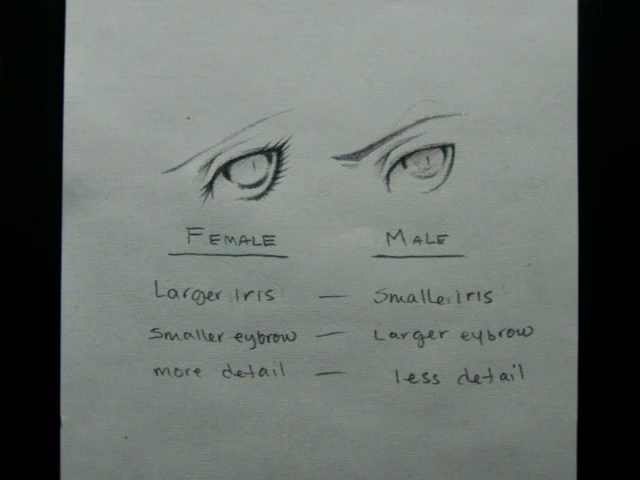 FEMALE MALE
Larger iris — Smaller iris
smaller eybrow — Larger eybrow
more detail — less detail